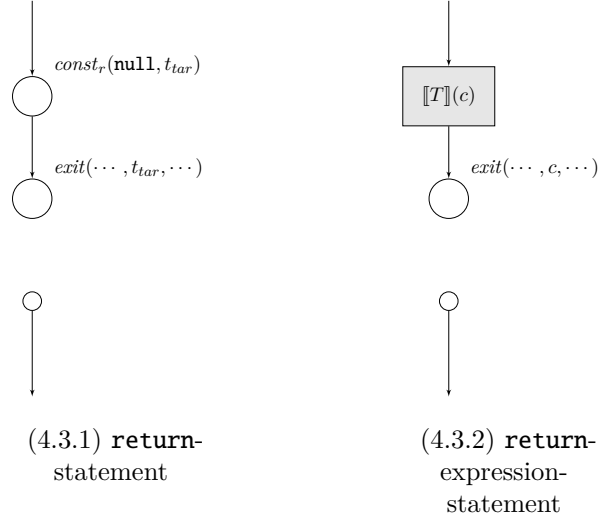 const_r(null, t_tar)
exit(⋯, t_tar, ⋯)
⟦T⟧(c)
exit(⋯, c, ⋯)
(4.3.1) return-
statement
(4.3.2) return-
expression-
statement